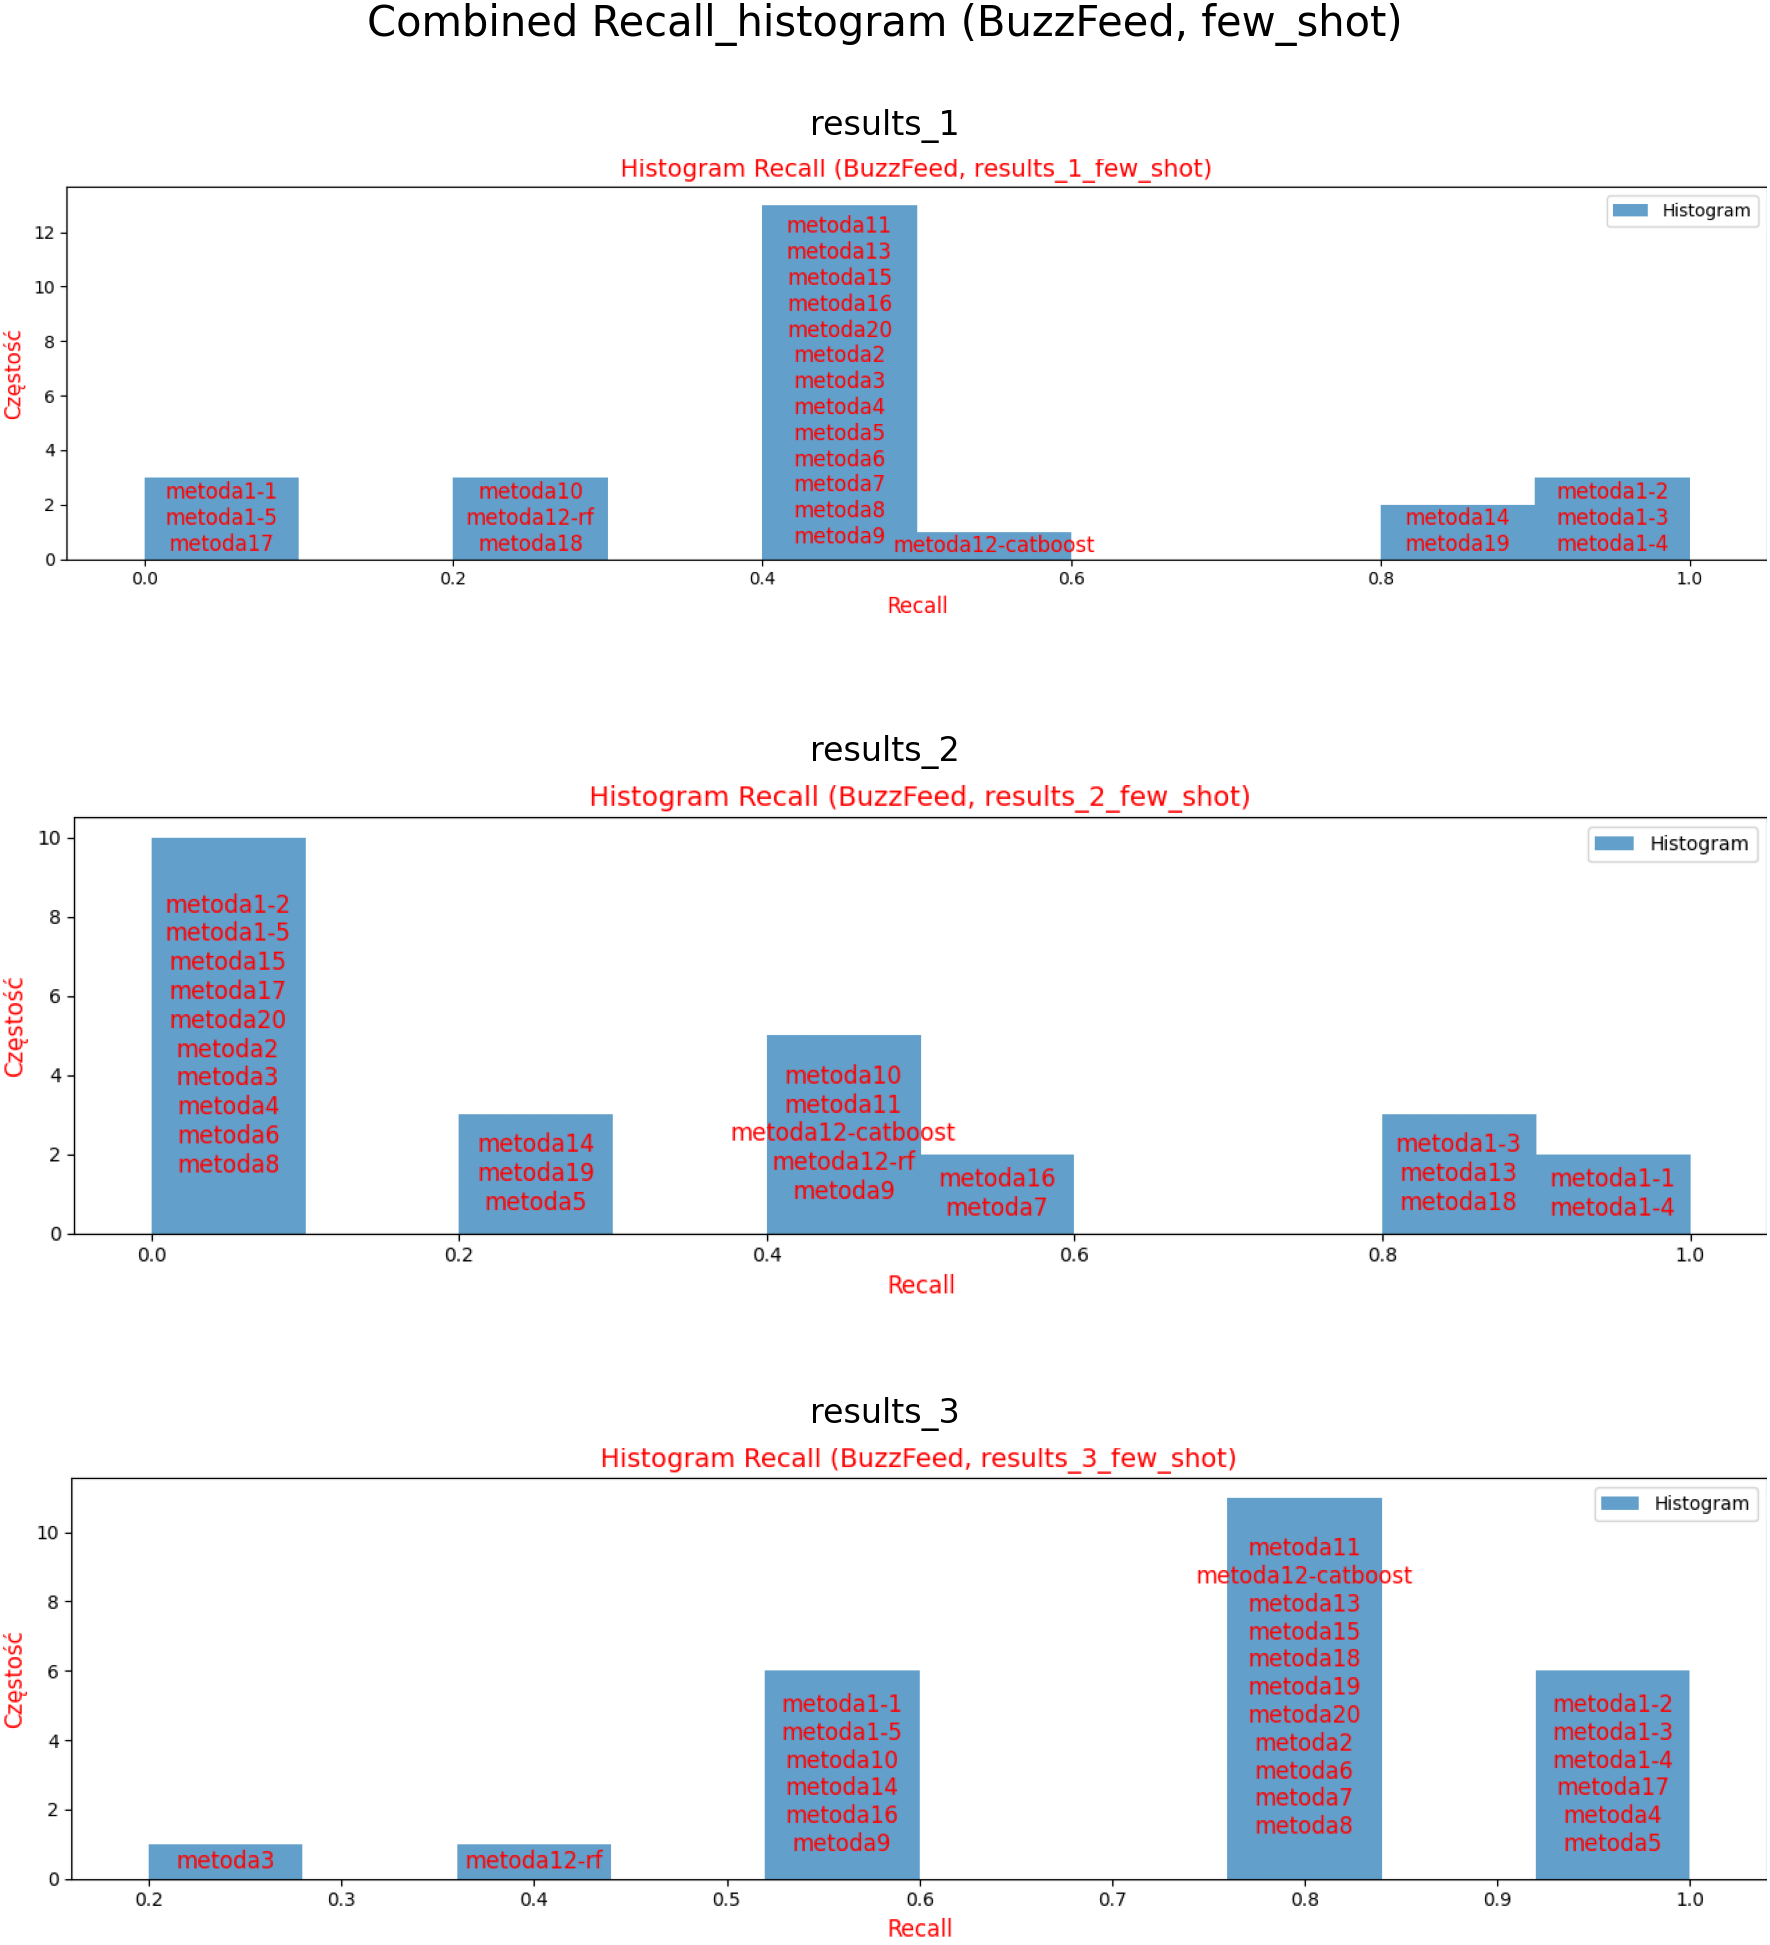 Combined Recall_histogram (BuzzFeed, few_shot)
results_1
Histogram Recall (BuzzFeed, results_1_few_shot)
Histogram
Częstość
12
10
8
6
4
2
0
metoda1-1
metoda1-5
metoda17
metoda10
metoda12-rf
metoda18
metoda11
metoda13
metoda15
metoda16
metoda20
metoda2
metoda3
metoda4
metoda5
metoda6
metoda7
metoda8
metoda9
metoda12-catboost
metoda14
metoda19
metoda1-2
metoda1-3
metoda1-4
0.0 0.2 0.4 0.6 0.8 1.0
Recall
results_2
Histogram Recall (BuzzFeed, results_2_few_shot)
Histogram
Częstość
10
8
6
4
2
0
metoda1-2
metoda1-5
metoda15
metoda17
metoda20
metoda2
metoda3
metoda4
metoda6
metoda8
metoda14
metoda19
metoda5
metoda10
metoda11
metoda12-catboost
metoda12-rf
metoda9
metoda16
metoda7
metoda1-3
metoda13
metoda18
metoda1-1
metoda1-4
0.0 0.2 0.4 0.6 0.8 1.0
Recall
results_3
Histogram Recall (BuzzFeed, results_3_few_shot)
Histogram
Częstość
10
8
6
4
2
0
metoda3
metoda12-rf
metoda1-1
metoda1-5
metoda10
metoda14
metoda16
metoda9
metoda11
metoda12-catboost
metoda13
metoda15
metoda18
metoda19
metoda20
metoda2
metoda6
metoda7
metoda8
metoda1-2
metoda1-3
metoda1-4
metoda17
metoda4
metoda5
0.2 0.3 0.4 0.5 0.6 0.7 0.8 0.9 1.0
Recall